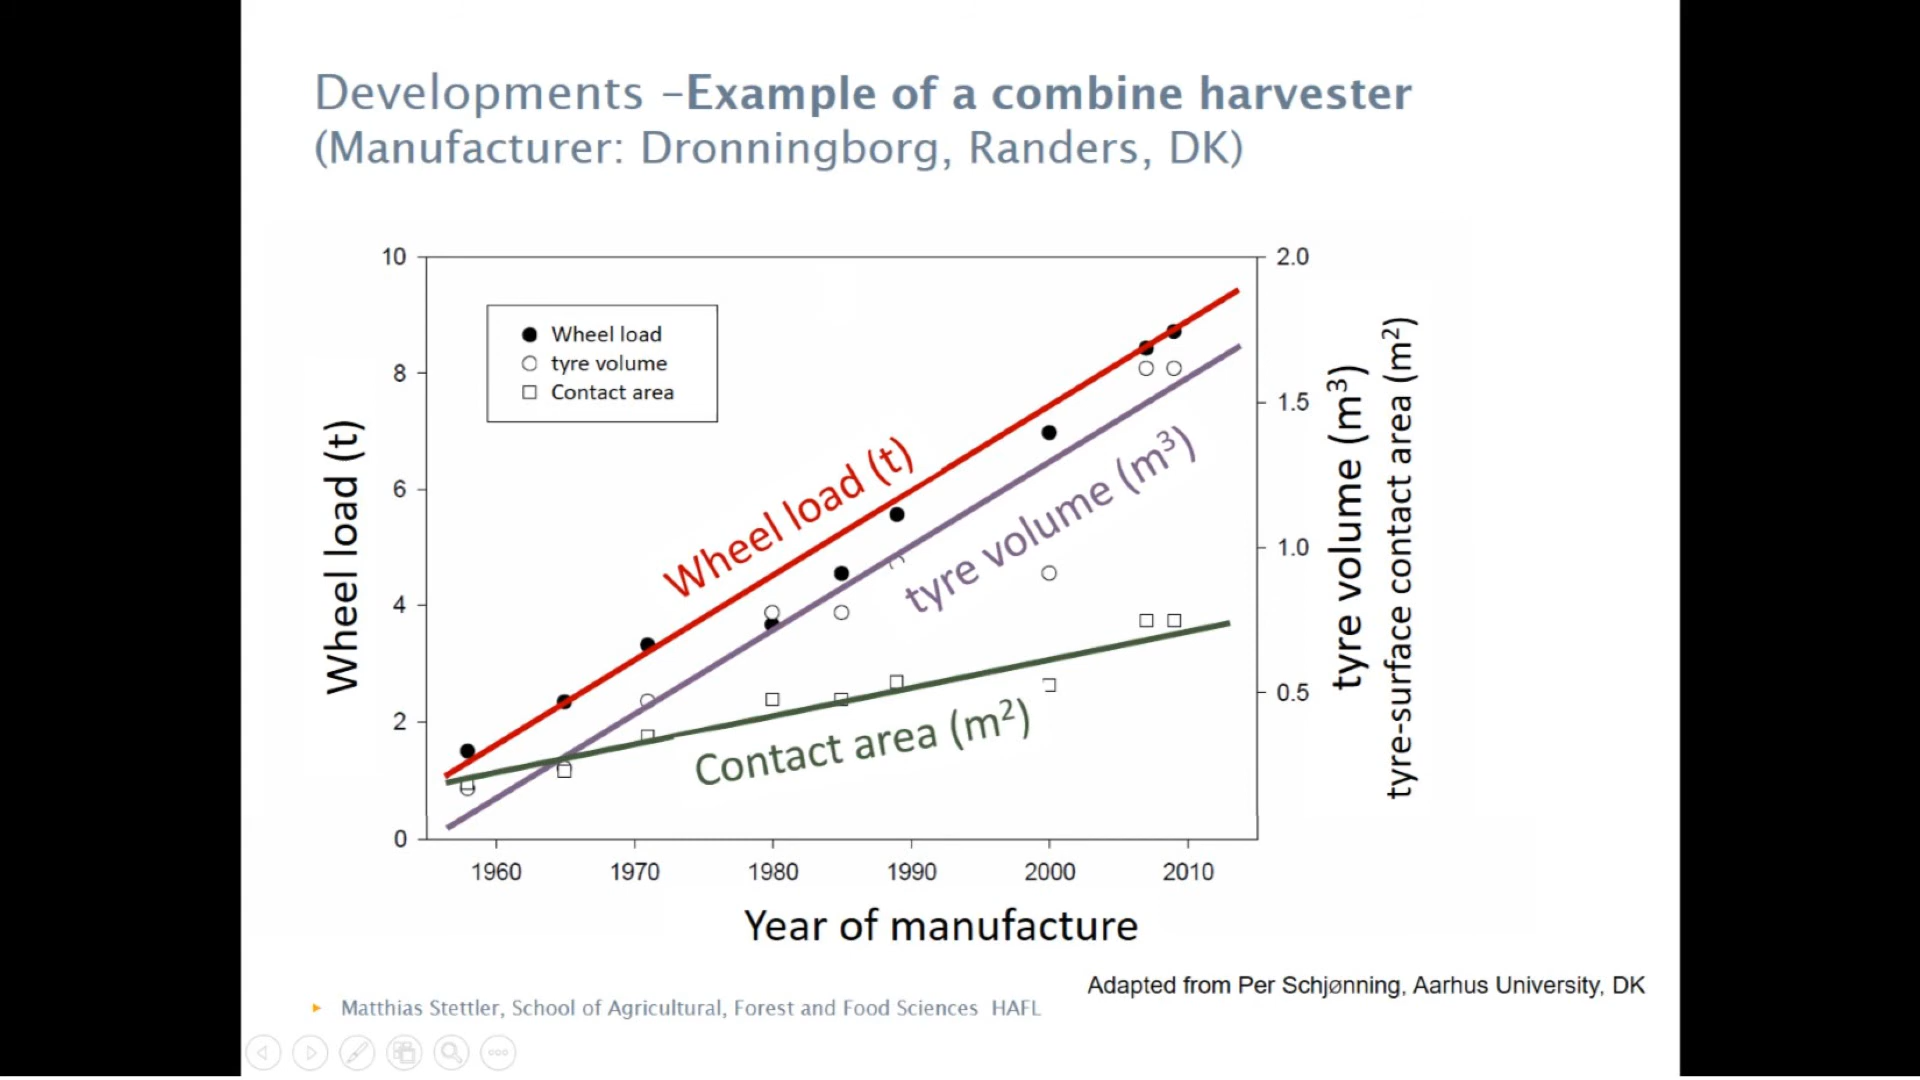 Developments –Example of a combine harvester
(Manufacturer: Dronningborg, Randers, DK)
10
8
6
4
2
0
Wheel load (t)
Wheel load
tyre volume
Contact area
Wheel load (t)
tyre volume (m³)
Contact area (m²)
2.0
1.5
1.0
0.5
tyre volume (m³)
tyre-surface contact area (m²)
1960 1970 1980 1990 2000 2010
Year of manufacture
Adapted from Per Schjønning, Aarhus University, DK
Matthias Stettler, School of Agricultural, Forest and Food Sciences HAFL